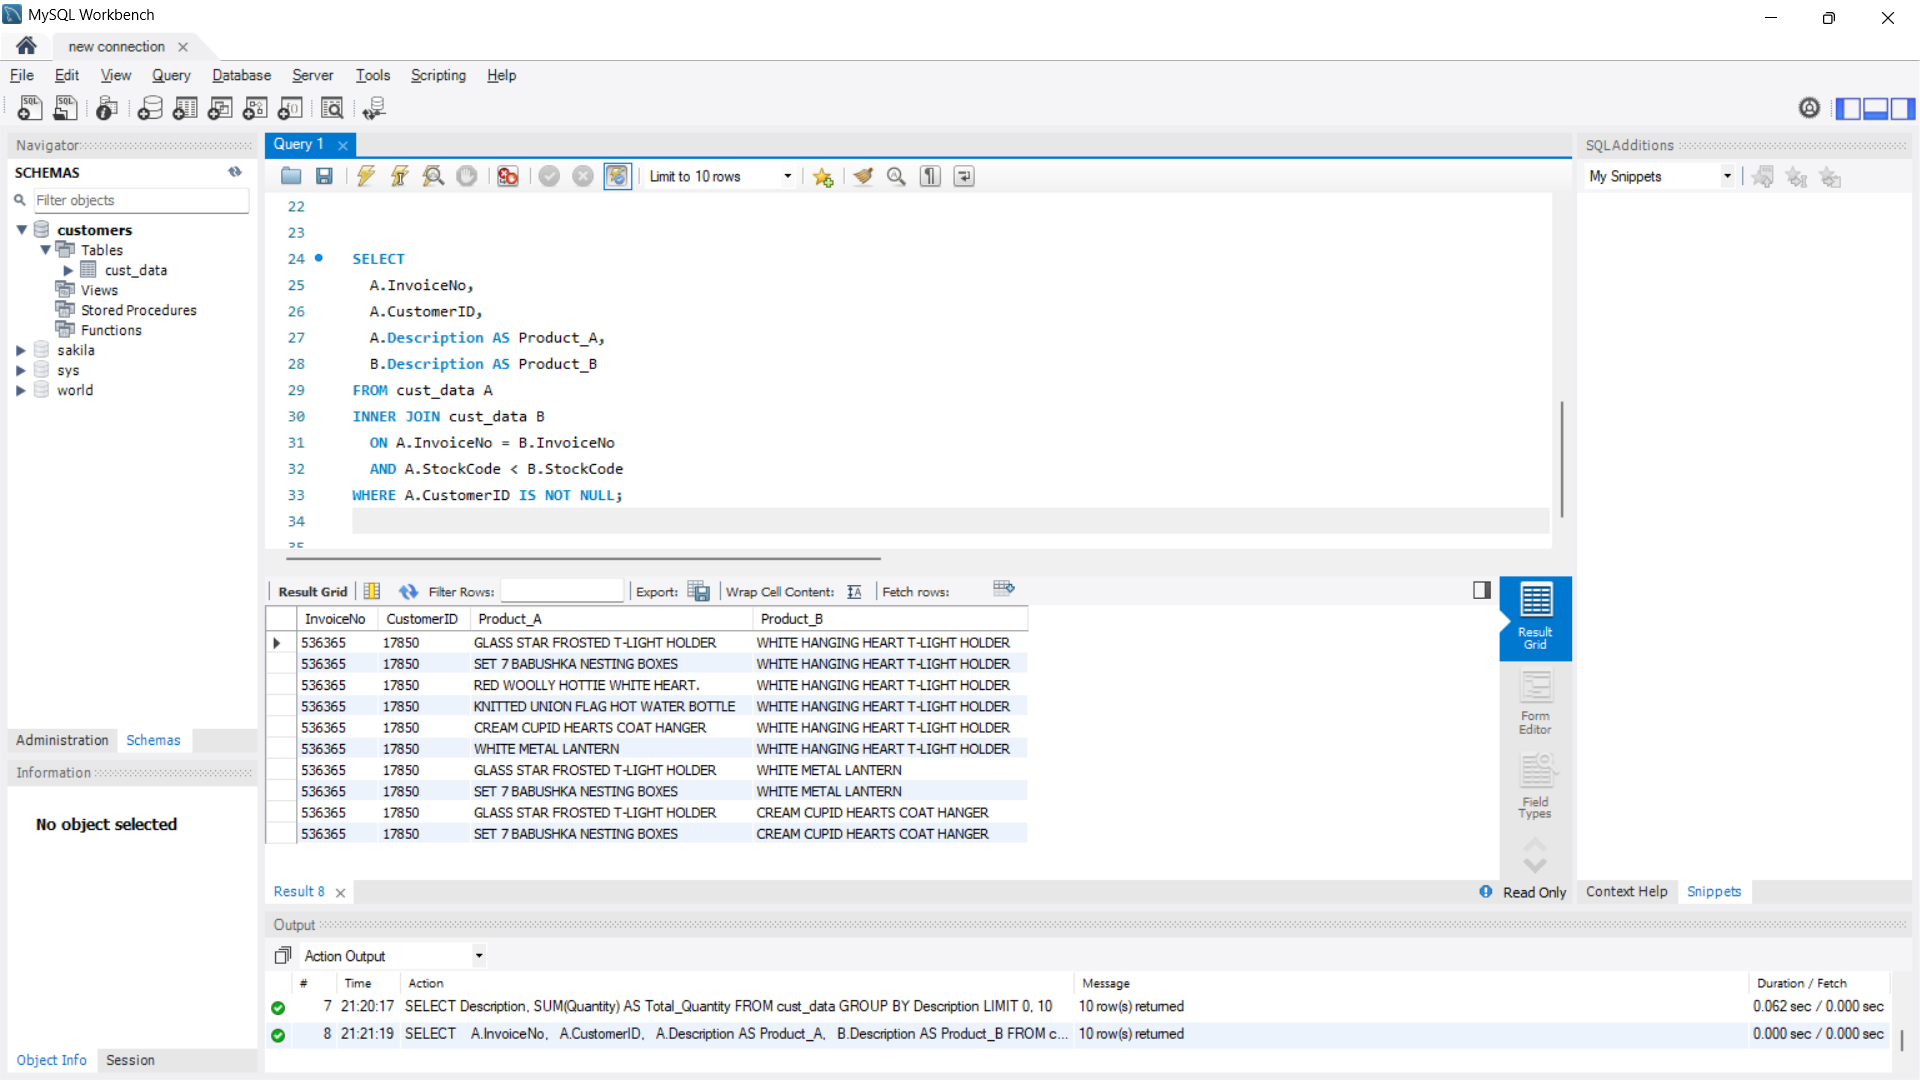 MySQL Workbench
new connection
File Edit View Query Database Server Tools Scripting Help
Navigator
SCHEMAS
Filter objects
customers
Tables
cust_data
Views
Stored Procedures
Functions
sakila
sys
world
Administration Schemas
Information
No object selected
Object Info Session
Query 1
Limit to 10 rows
22
23
24 SELECT
25 A.InvoiceNo,
26 A.CustomerID,
27 A.Description AS Product_A,
28 B.Description AS Product_B
29 FROM cust_data A
30 INNER JOIN cust_data B
31 ON A.InvoiceNo = B.InvoiceNo
32 AND A.StockCode < B.StockCode
33 WHERE A.CustomerID IS NOT NULL;
34
35
Result Grid Filter Rows: Export: Wrap Cell Content: Fetch rows:
InvoiceNo CustomerID Product_A Product_B
536365 17850 GLASS STAR FROSTED T-LIGHT HOLDER WHITE HANGING HEART T-LIGHT HOLDER
536365 17850 SET 7 BABUSHKA NESTING BOXES WHITE HANGING HEART T-LIGHT HOLDER
536365 17850 RED WOOLLY HOTTIE WHITE HEART. WHITE HANGING HEART T-LIGHT HOLDER
536365 17850 KNITTED UNION FLAG HOT WATER BOTTLE WHITE HANGING HEART T-LIGHT HOLDER
536365 17850 CREAM CUPID HEARTS COAT HANGER WHITE HANGING HEART T-LIGHT HOLDER
536365 17850 WHITE METAL LANTERN WHITE HANGING HEART T-LIGHT HOLDER
536365 17850 GLASS STAR FROSTED T-LIGHT HOLDER WHITE METAL LANTERN
536365 17850 SET 7 BABUSHKA NESTING BOXES WHITE METAL LANTERN
536365 17850 GLASS STAR FROSTED T-LIGHT HOLDER CREAM CUPID HEARTS COAT HANGER
536365 17850 SET 7 BABUSHKA NESTING BOXES CREAM CUPID HEARTS COAT HANGER
Result
Grid
Form
Editor
Field
Types
Result 8
Read Only
SQLAdditions
My Snippets
Context Help Snippets
Output
Action Output
# Time Action Message Duration / Fetch
7 21:20:17 SELECT Description, SUM(Quantity) AS Total_Quantity FROM cust_data GROUP BY Description LIMIT 0, 10 10 row(s) returned 0.062 sec / 0.000 sec
8 21:21:19 SELECT A.InvoiceNo, A.CustomerID, A.Description AS Product_A, B.Description AS Product_B FROM c... 10 row(s) returned 0.000 sec / 0.000 sec